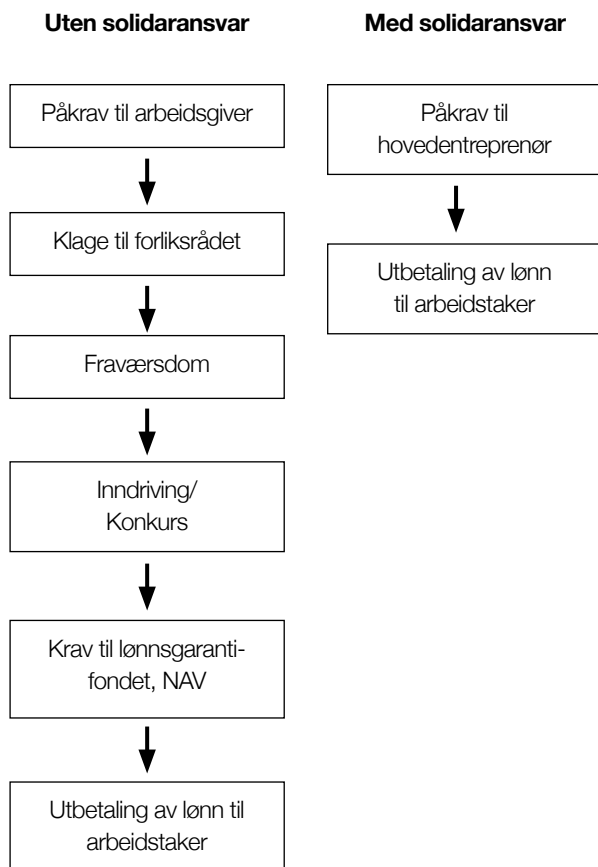 Uten solidaransvar
Påkrav til arbeidsgiver
Klage til forliksrådet
Fraværsdom
Inndriving/
Konkurs
Krav til lønnsgaranti-
fondet, NAV
Utbetaling av lønn til
arbeidstaker
Med solidaransvar
Påkrav til
hovedentreprenør
Utbetaling av lønn
til arbeidstaker